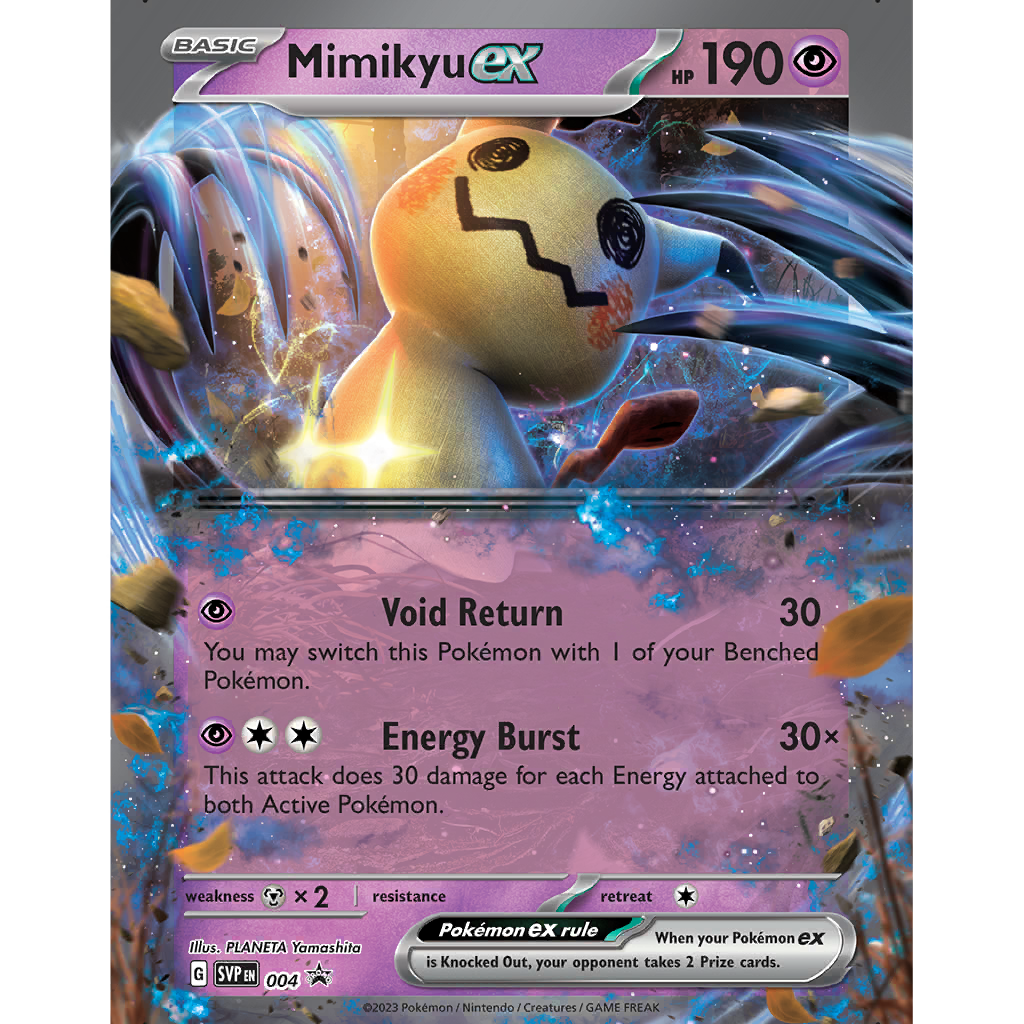 BASIC Mimikyu ex HP 190
Void Return 30
You may switch this Pokémon with 1 of your Benched
Pokémon.
Energy Burst 30×
This attack does 30 damage for each Energy attached to
both Active Pokémon.
weakness × 2 resistance retreat
Pokémon ex rule When your Pokémon ex
is Knocked Out, your opponent takes 2 Prize cards.
Illus. PLANETA Yamashita
G SVP EN 004 PROMO
©2023 Pokémon / Nintendo / Creatures / GAME FREAK